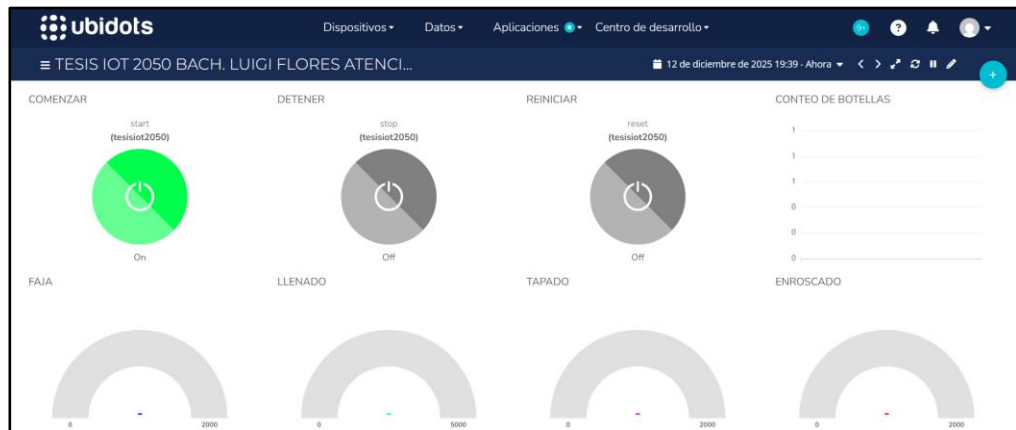 ubidots Dispositivos Datos Aplicaciones Centro de desarrollo 9+ ?
TESIS IOT 2050 BACH. LUIGI FLORES ATENCI... 12 de diciembre de 2025 19:39 - Ahora
+
COMENZAR
start
(tesisiot2050)
On
DETENER
stop
(tesisiot2050)
Off
REINICIAR
reset
(tesisiot2050)
Off
CONTEO DE BOTELLAS
1
1
1
0
0
0
FAJA
-
0 2000
LLENADO
-
0 5000
TAPADO
-
0 2000
ENROSCADO
-
0 2000